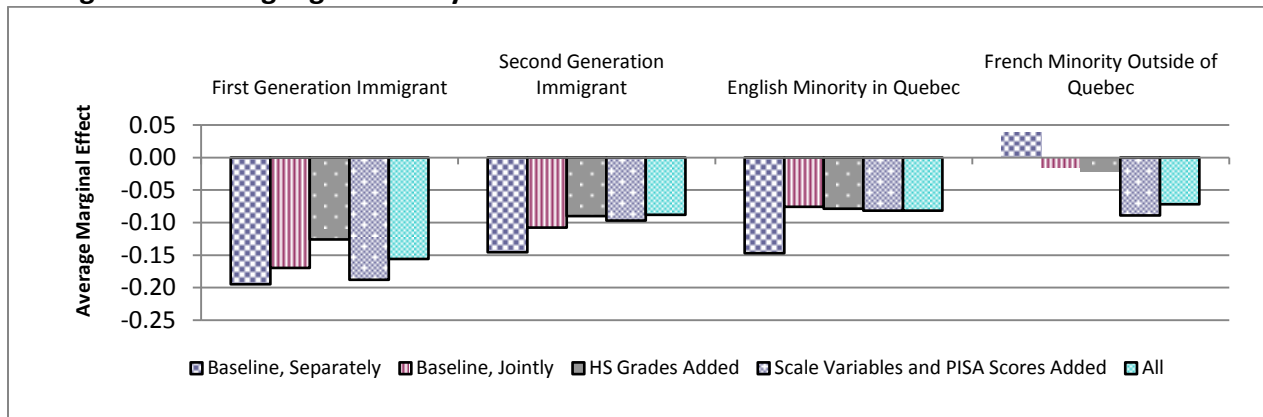 Second Generation
Immigrant
French Minority Outside of
Quebec
First Generation Immigrant
English Minority in Quebec
Average Marginal Effect
0.05
0.00
-0.05
-0.10
-0.15
-0.20
-0.25
Baseline, Separately Baseline, Jointly HS Grades Added Scale Variables and PISA Scores Added All